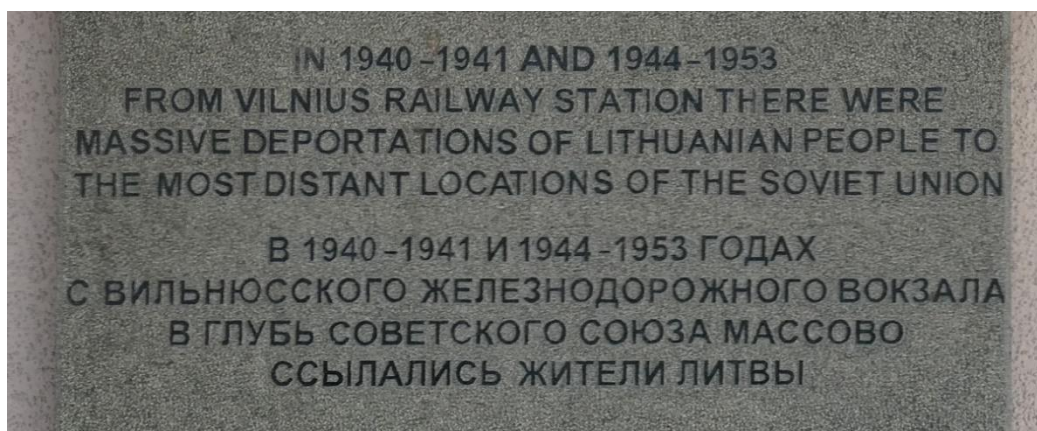 IN 1940-1941 AND 1944-1953
FROM VILNIUS RAILWAY STATION THERE WERE
MASSIVE DEPORTATIONS OF LITHUANIAN PEOPLE TO
THE MOST DISTANT LOCATIONS OF THE SOVIET UNION
В 1940-1941 И 1944-1953 ГОДАХ
С ВИЛЬНЮССКОГО ЖЕЛЕЗНОДОРОЖНОГО ВОКЗАЛА
В ГЛУБЬ СОВЕТСКОГО СОЮЗА МАССОВО
ССЫЛАЛИСЬ ЖИТЕЛИ ЛИТВЫ